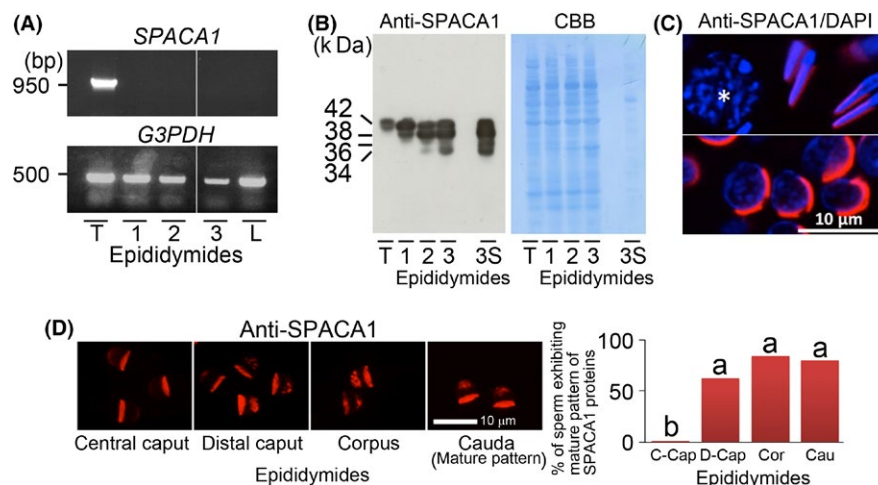 (A)
SPACA1
(bp)
950
G3PDH
500
T 1 2 3 L
Epididymides
(B)
Anti-SPACA1 CBB
(k Da)
42
38
36
34
T 1 2 3 3S T 1 2 3 3S
Epididymides Epididymides
(C)
Anti-SPACA1/DAPI
*
10 μm
(D)
Anti-SPACA1
10 μm
Central caput Distal caput Corpus Cauda
(Mature pattern)
Epididymides
% of sperm exhibiting
mature pattern of
SPACA1 proteins
100
50
0
b a a a
C-Cap D-Cap Cor Cau
Epididymides